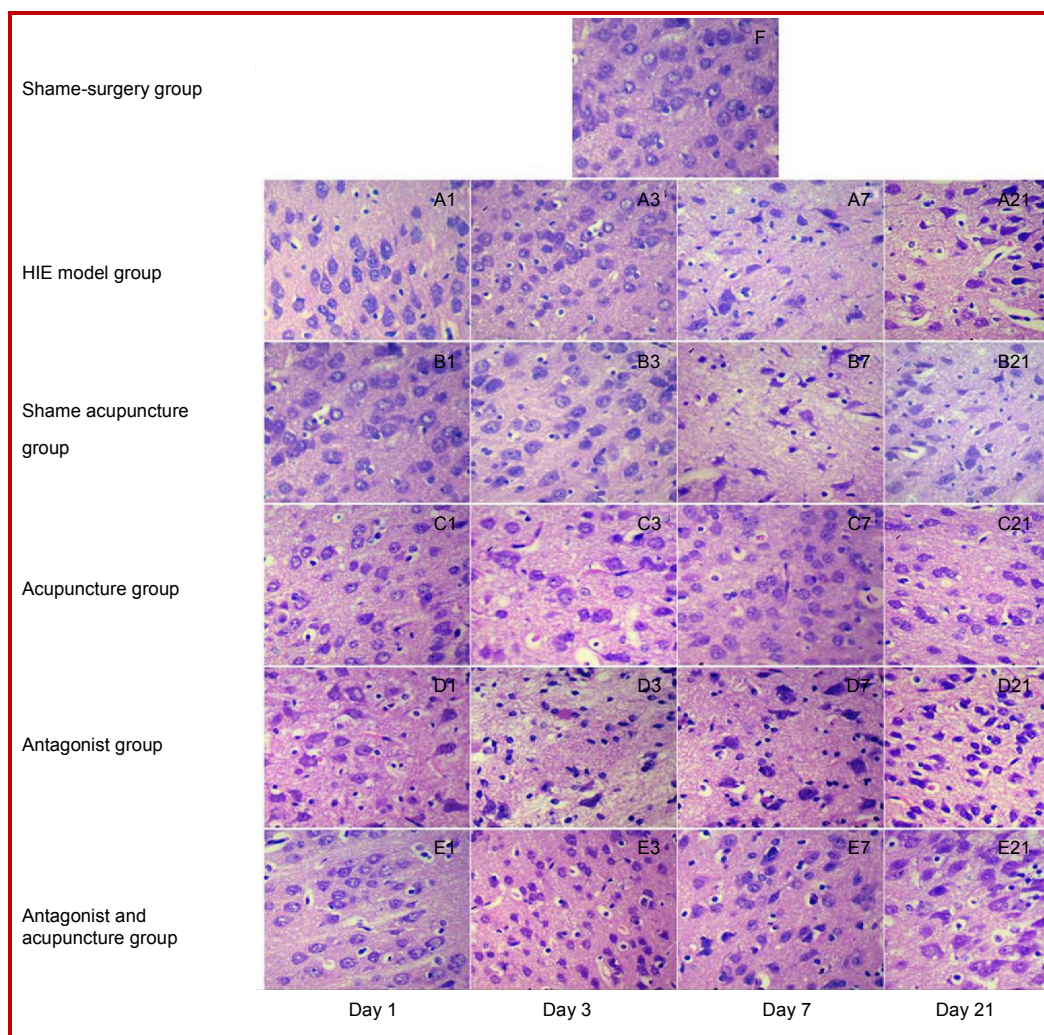 F
Shame-surgery group
A1 A3 A7 A21
HIE model group
B1 B3 B7 B21
Shame acupuncture
group
C1 C3 C7 C21
Acupuncture group
D1 D3 D7 D21
Antagonist group
E1 E3 E7 E21
Antagonist and
acupuncture group
Day 1 Day 3 Day 7 Day 21